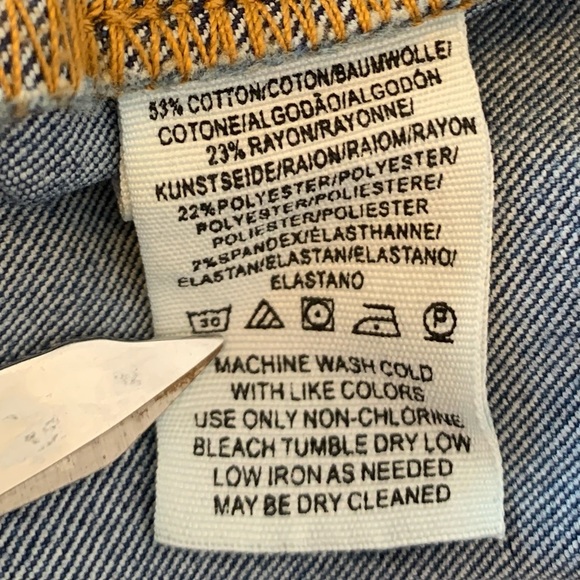 53% COTTON/COTON/BAUMWOLLE/
COTONE/ALGODÃO/ALGODÓN
23% RAYON/RAYONNE/
KUNSTSEIDE/RAION/RAIOM/RAYON
22% POLYESTER/POLYESTER/
POLYESTER/POLIESTERE/
POLIESTER/POLIESTER
2% SPANDEX/ÉLASTHANNE/
ELASTAN/ELASTAN/ELASTANO/
ELASTANO
30 P
MACHINE WASH COLD
WITH LIKE COLORS
USE ONLY NON-CHLORINE
BLEACH TUMBLE DRY LOW
LOW IRON AS NEEDED
MAY BE DRY CLEANED